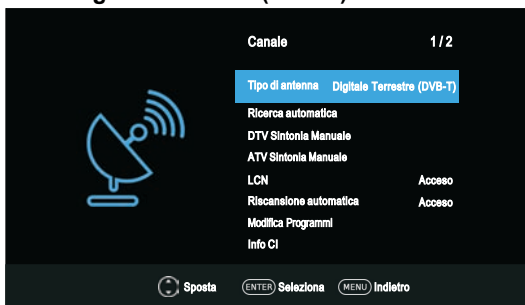 Canale 1/2
Tipo di antenna Digitale Terrestre (DVB-T)
Ricerca automatica
DTV Sintonia Manuale
ATV Sintonia Manuale
LCN Acceso
Riscansione automatica Acceso
Modifica Programmi
Info CI
Sposta ENTER Seleziona MENU Indietro